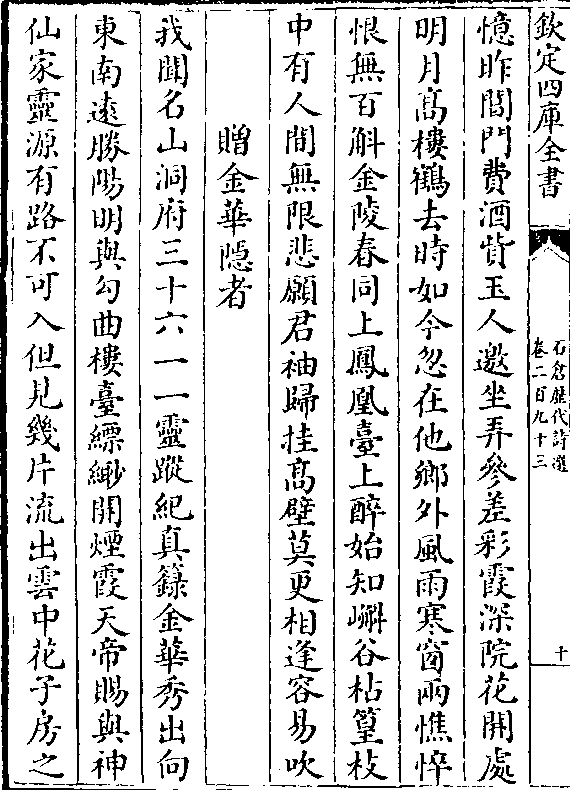 欽定四庫全書
石倉歷代詩選
卷二百九十三
十
憶昨閶門費酒貲玉人邀坐弄參差彩霞深院花開處
明月髙樓鶴去時如今忽在他鄉外風雨寒窗兩憔悴
恨無百斛金陵春同上鳳凰臺上醉始知嶰谷枯篁枝
中有人間無限悲願君袖歸挂髙壁莫更相逢容易吹
贈金華隱者
我聞名山洞府三十六一一靈蹤紀真籙金華秀出向
東南逺勝陽明與勾曲樓臺縹緲開煙霞天帝賜與神
仙家靈源有路不可入但見幾片流出雲中花子房之